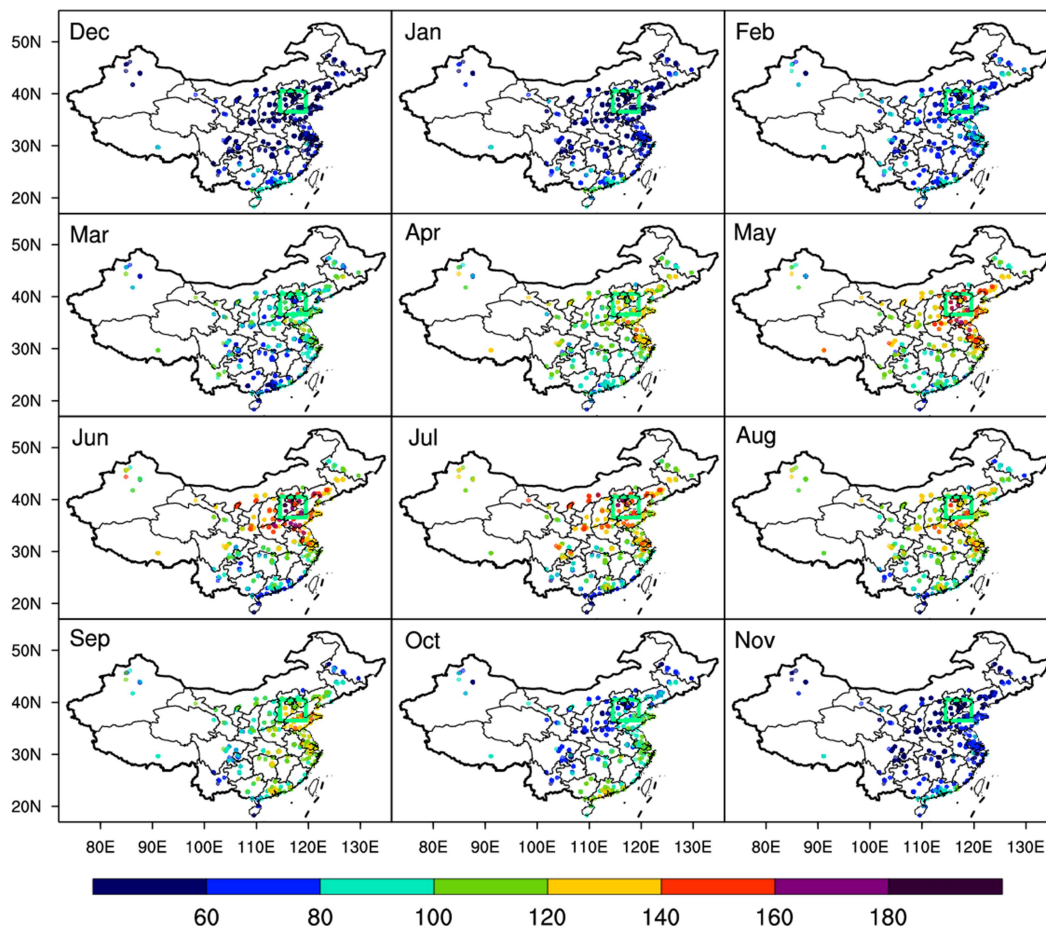 Dec Jan Feb
50N
40N
30N
20N
Mar Apr May
50N
40N
30N
20N
Jun Jul Aug
50N
40N
30N
20N
Sep Oct Nov
50N
40N
30N
20N
80E 90E 100E 110E 120E 130E 80E 90E 100E 110E 120E 130E 80E 90E 100E 110E 120E 130E
60 80 100 120 140 160 180